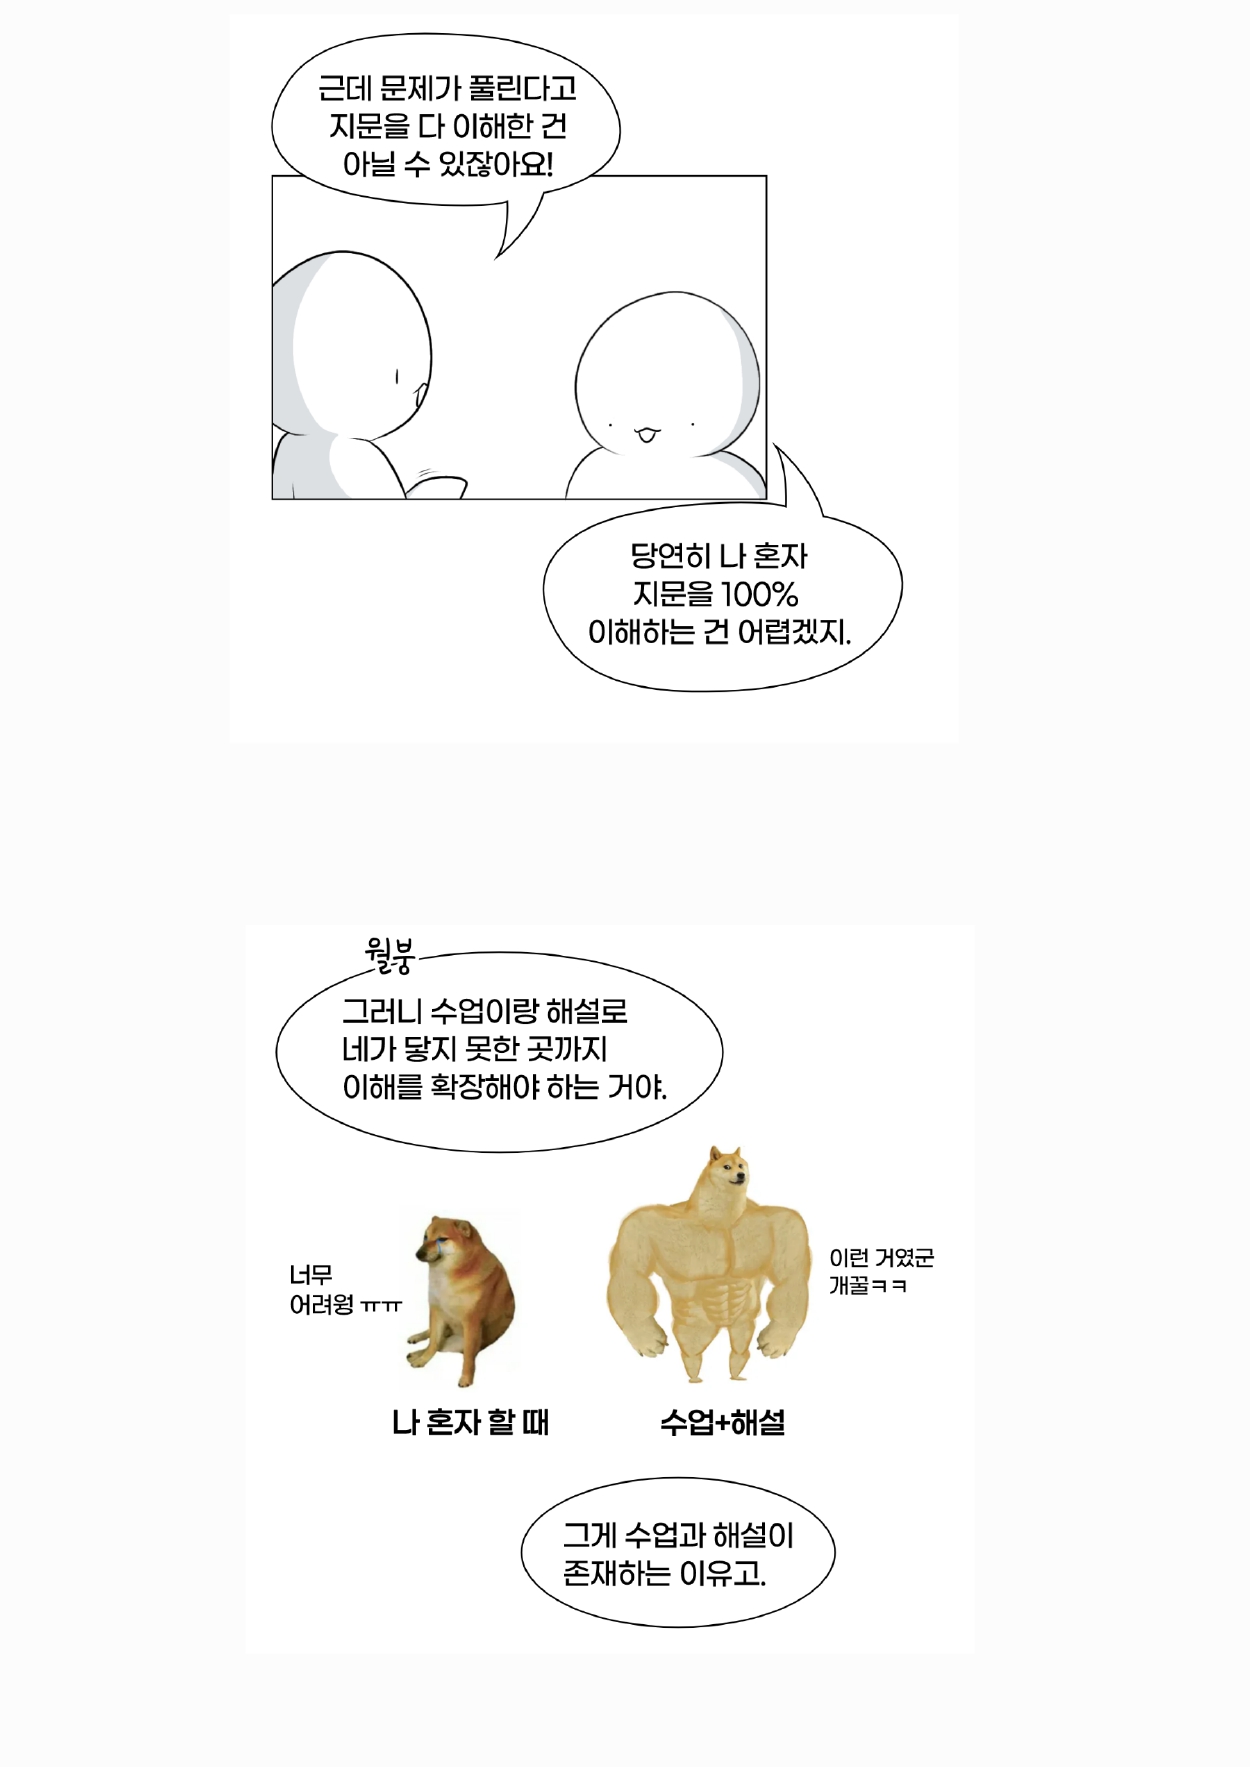 근데 문제가 풀린다고
지문을 다 이해한 건
아닐 수 있잖아요!
당연히 나 혼자
지문을 100%
이해하는 건 어렵겠지.
월붕
그러니 수업이랑 해설로
네가 닿지 못한 곳까지
이해를 확장해야 하는 거야.
너무
어려웡 ㅠㅠ
이런 거였군
개꿀ㅋㅋ
나 혼자 할 때
수업+해설
그게 수업과 해설이
존재하는 이유고.